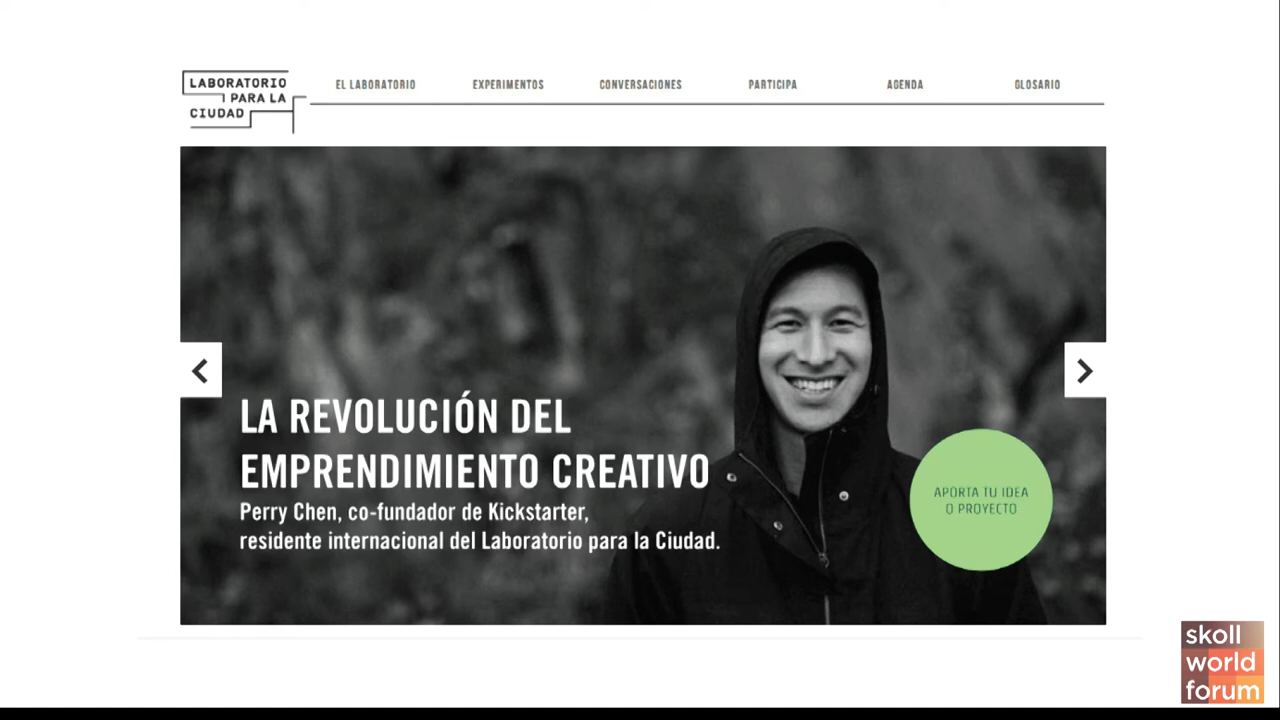 LABORATORIO
PARA LA
CIUDAD
EL LABORATORIO
EXPERIMENTOS
CONVERSACIONES
PARTICIPA
AGENDA
GLOSARIO
LA REVOLUCIÓN DEL
EMPRENDIMIENTO CREATIVO
Perry Chen, co-fundador de Kickstarter,
residente internacional del Laboratorio para la Ciudad.
APORTA TU IDEA
O PROYECTO
skoll
world
forum